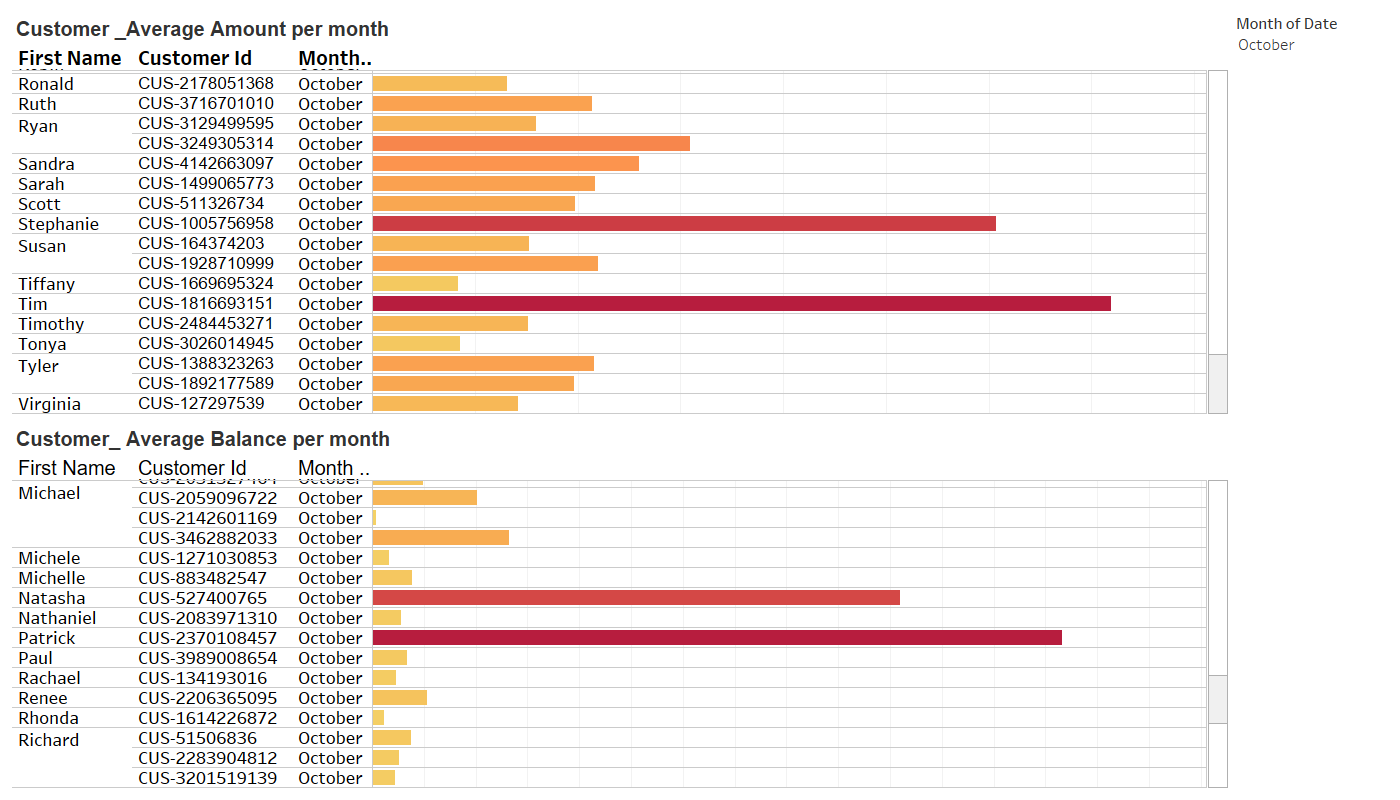 Customer _Average Amount per month
Month of Date
October
First Name Customer Id Month..
Ronald CUS-2178051368 October
Ruth CUS-3716701010 October
Ryan CUS-3129499595 October
CUS-3249305314 October
Sandra CUS-4142663097 October
Sarah CUS-1499065773 October
Scott CUS-511326734 October
Stephanie CUS-1005756958 October
Susan CUS-164374203 October
CUS-1928710999 October
Tiffany CUS-1669695324 October
Tim CUS-1816693151 October
Timothy CUS-2484453271 October
Tonya CUS-3026014945 October
Tyler CUS-1388323263 October
CUS-1892177589 October
Virginia CUS-127297539 October
Customer_ Average Balance per month
First Name Customer Id Month ..
Michael
CUS-2059096722 October
CUS-2142601169 October
CUS-3462882033 October
Michele CUS-1271030853 October
Michelle CUS-883482547 October
Natasha CUS-527400765 October
Nathaniel CUS-2083971310 October
Patrick CUS-2370108457 October
Paul CUS-3989008654 October
Rachael CUS-134193016 October
Renee CUS-2206365095 October
Rhonda CUS-1614226872 October
Richard CUS-51506836 October
CUS-2283904812 October
CUS-3201519139 October